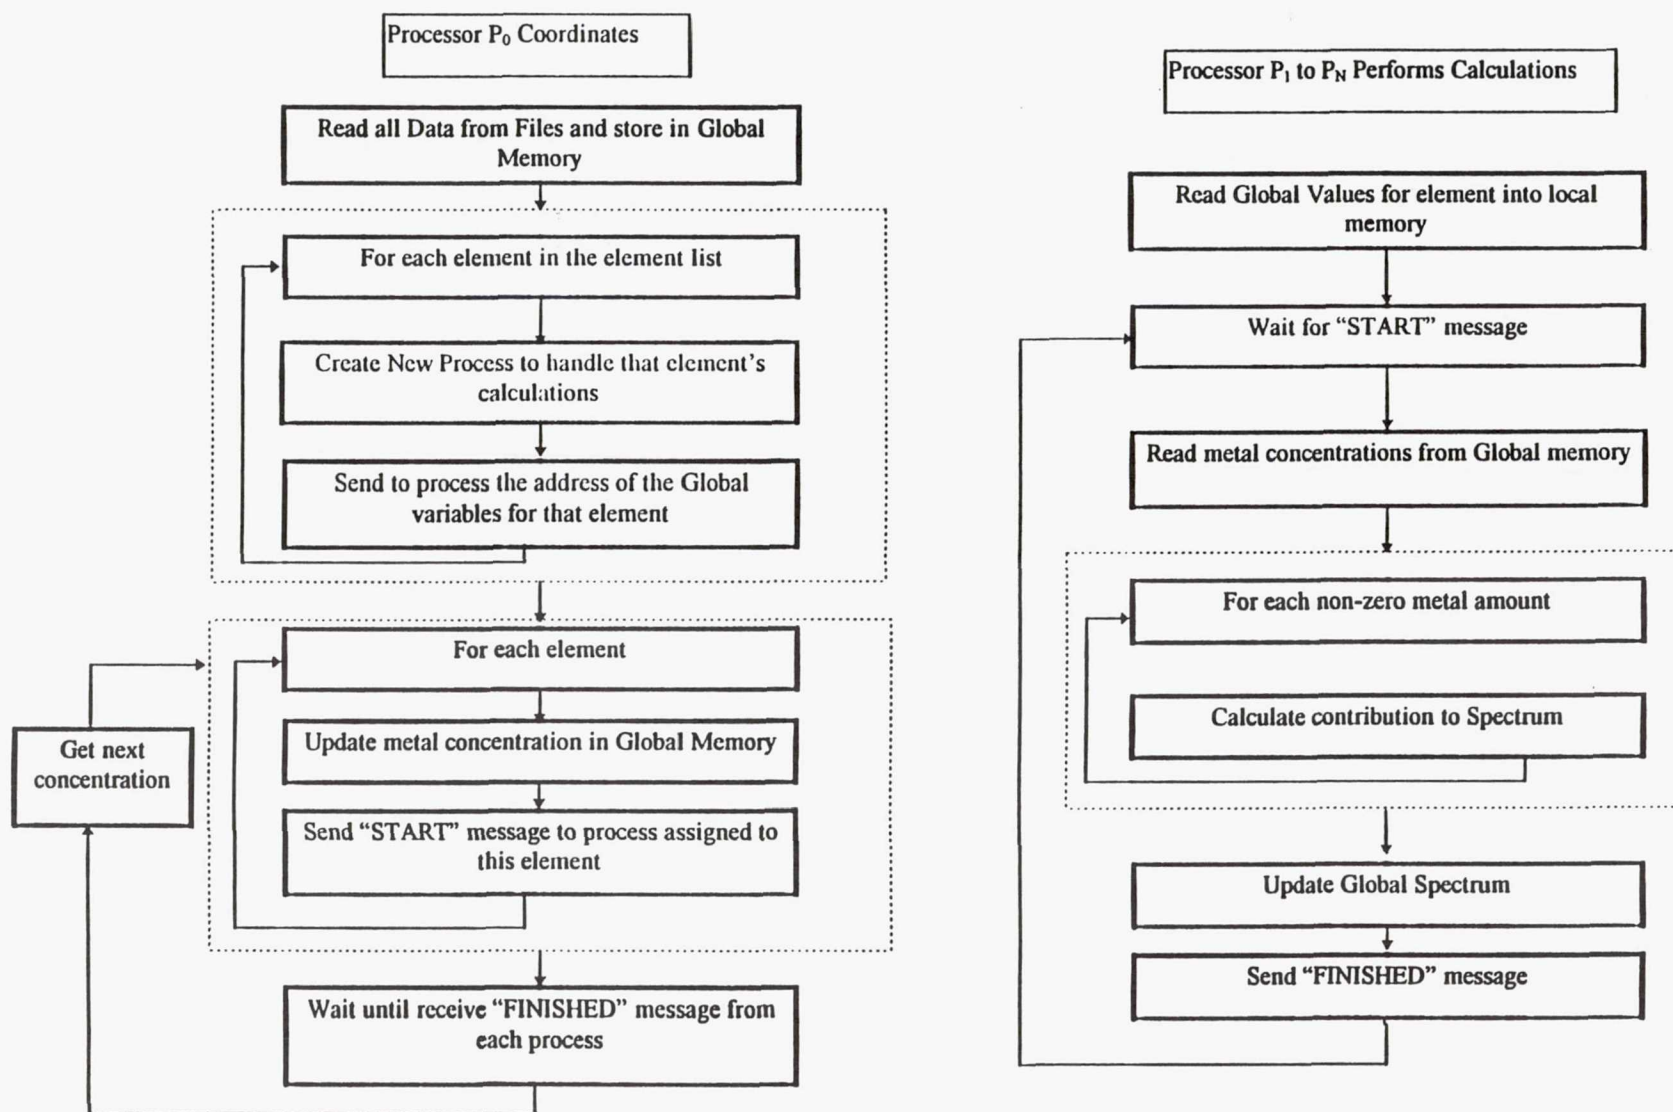 Processor P₀ Coordinates
Read all Data from Files and store in Global
Memory
For each element in the element list
Create New Process to handle that element's
calculations
Send to process the address of the Global
variables for that element
For each element
Update metal concentration in Global Memory
Send “START” message to process assigned to
this element
Get next
concentration
Wait until receive “FINISHED” message from
each process
Processor P₁ to Pɴ Performs Calculations
Read Global Values for element into local
memory
Wait for “START” message
Read metal concentrations from Global memory
For each non-zero metal amount
Calculate contribution to Spectrum
Update Global Spectrum
Send “FINISHED” message